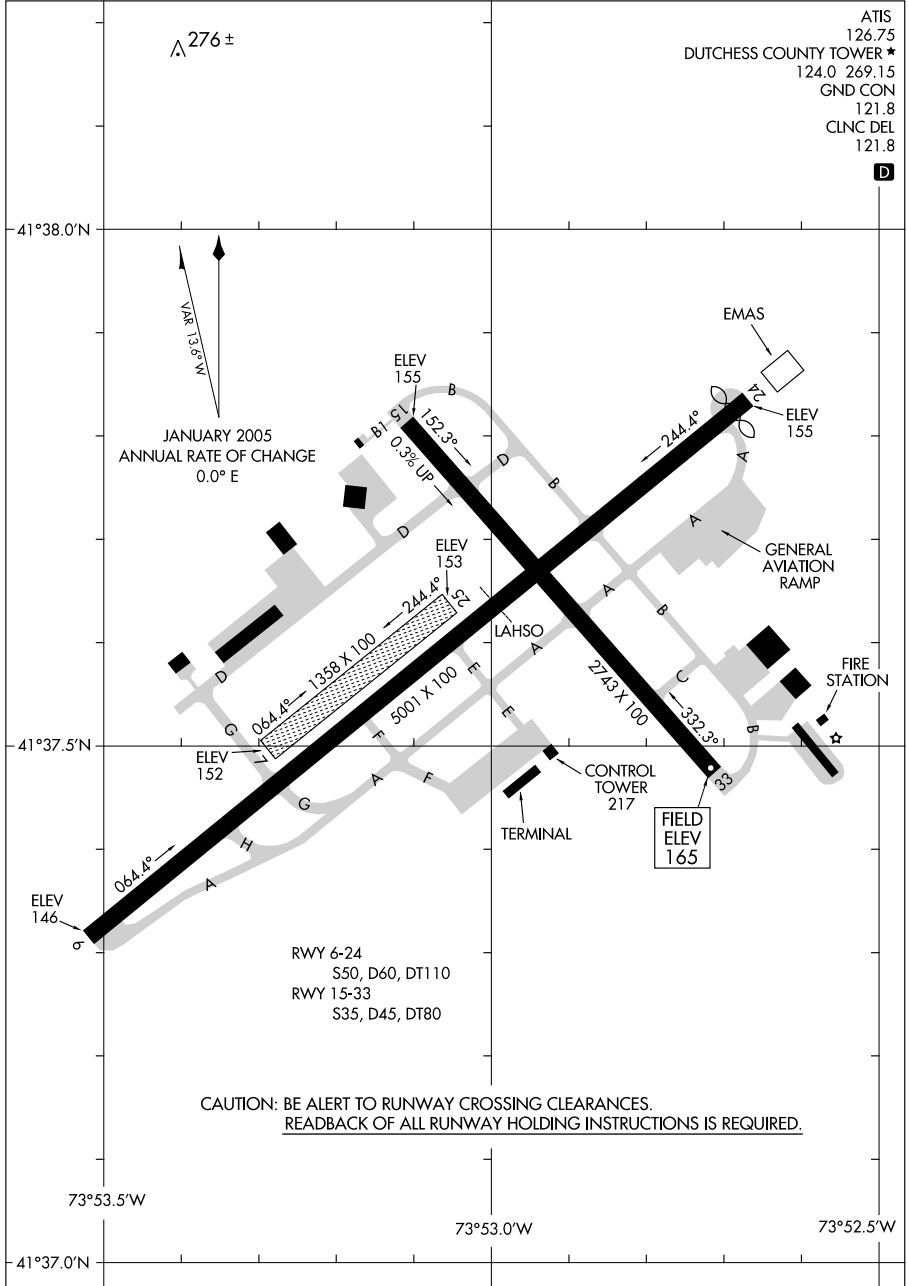 ATIS
126.75
DUTCHESS COUNTY TOWER ★
124.0 269.15
GND CON
121.8
CLNC DEL
121.8
D
276 ±
41°38.0'N
VAR 13.6° W
JANUARY 2005
ANNUAL RATE OF CHANGE
0.0° E
EMAS
ELEV
155
B
15
B1
152.3°
0.3% UP
24
244.4°
ELEV
155
A
D
B
D
A
GENERAL
AVIATION
RAMP
ELEV
153
25
244.4°
LAHSO
A
B
1358 X 100
5001 X 100
E
A
2743 X 100
C
FIRE
STATION
D
064.4°
G
E
332.3°
B
F
41°37.5'N
ELEV
152
7
CONTROL
TOWER
217
33
A
F
G
TERMINAL
FIELD
ELEV
165
H
064.4°
A
ELEV
146
6
RWY 6-24
S50, D60, DT110
RWY 15-33
S35, D45, DT80
CAUTION: BE ALERT TO RUNWAY CROSSING CLEARANCES.
READBACK OF ALL RUNWAY HOLDING INSTRUCTIONS IS REQUIRED.
73°53.5'W
73°53.0'W
73°52.5'W
41°37.0'N